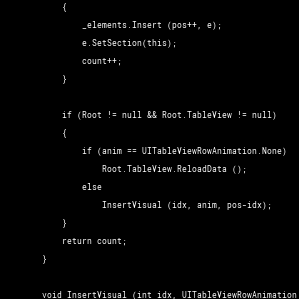 {
_elements.Insert (pos++, e);
e.SetSection(this);
count++;
}
if (Root != null && Root.TableView != null)
{
if (anim == UITableViewRowAnimation.None)
Root.TableView.ReloadData ();
else
InsertVisual (idx, anim, pos-idx);
}
return count;
}
void InsertVisual (int idx, UITableViewRowAnimation